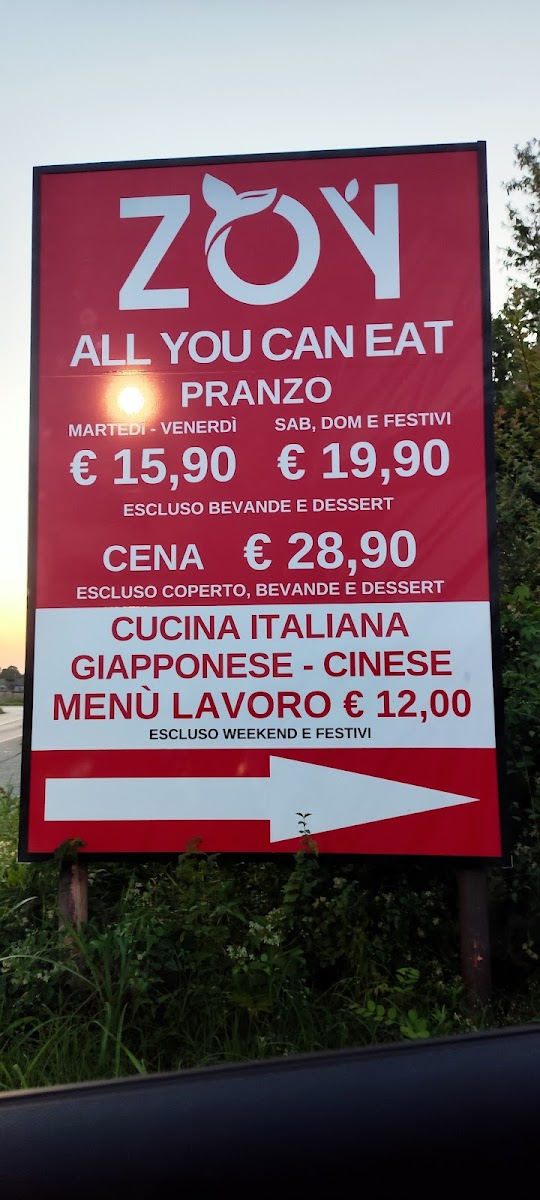 ZOY
ALL YOU CAN EAT
PRANZO
MARTEDÌ - VENERDÌ SAB, DOM E FESTIVI
€ 15,90 € 19,90
ESCLUSO BEVANDE E DESSERT
CENA € 28,90
ESCLUSO COPERTO, BEVANDE E DESSERT
CUCINA ITALIANA
GIAPPONESE - CINESE
MENÙ LAVORO € 12,00
ESCLUSO WEEKEND E FESTIVI